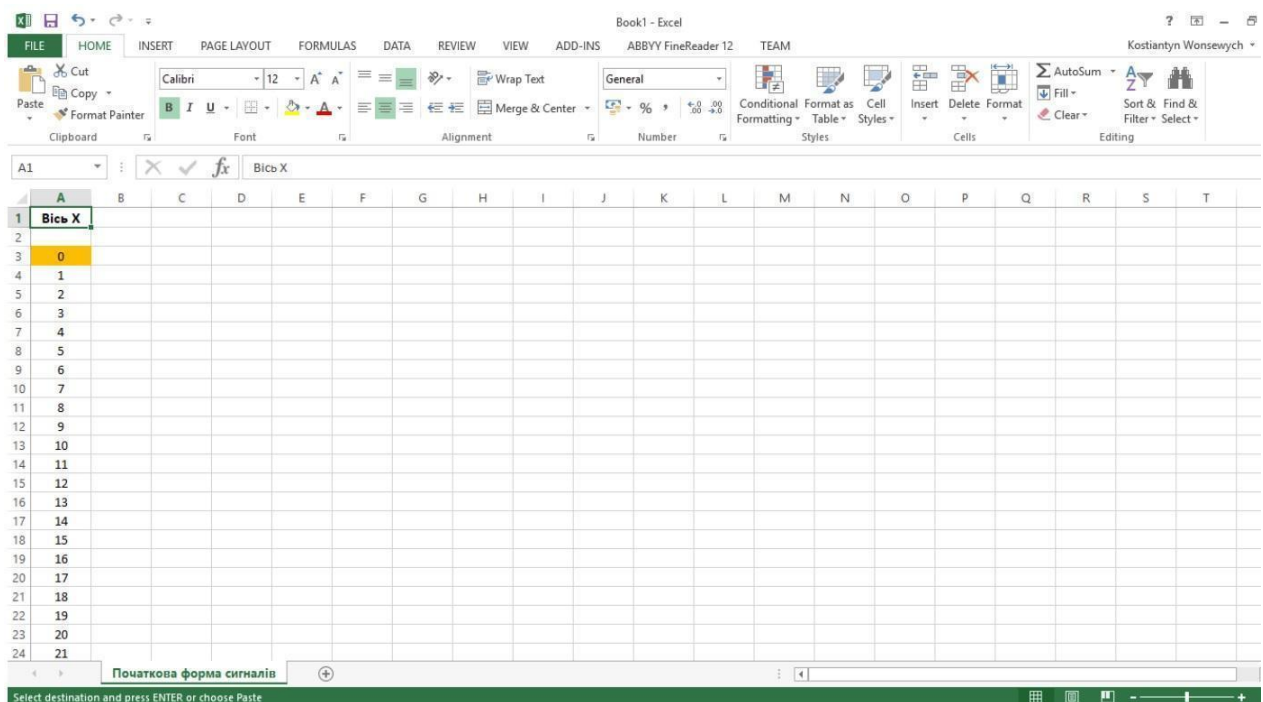 Book1 - Excel
FILE HOME INSERT PAGE LAYOUT FORMULAS DATA REVIEW VIEW ADD-INS ABBYY FineReader 12 TEAM Kostiantyn Wonsewych
Paste
Cut
Copy
Format Painter
Clipboard
Calibri 12
B I U
Font
Wrap Text
Merge & Center
Alignment
General
Number
Conditional Formatting
Format as Table
Cell Styles
Styles
Insert Delete Format
Cells
AutoSum
Fill
Clear
Sort & Filter
Find & Select
Editing
A1 fx Вісь X
A B C D E F G H I J K L M N O P Q R S T
1 Вісь X
2
3 0
4 1
5 2
6 3
7 4
8 5
9 6
10 7
11 8
12 9
13 10
14 11
15 12
16 13
17 14
18 15
19 16
20 17
21 18
22 19
23 20
24 21
Початкова форма сигналів
Select destination and press ENTER or choose Paste